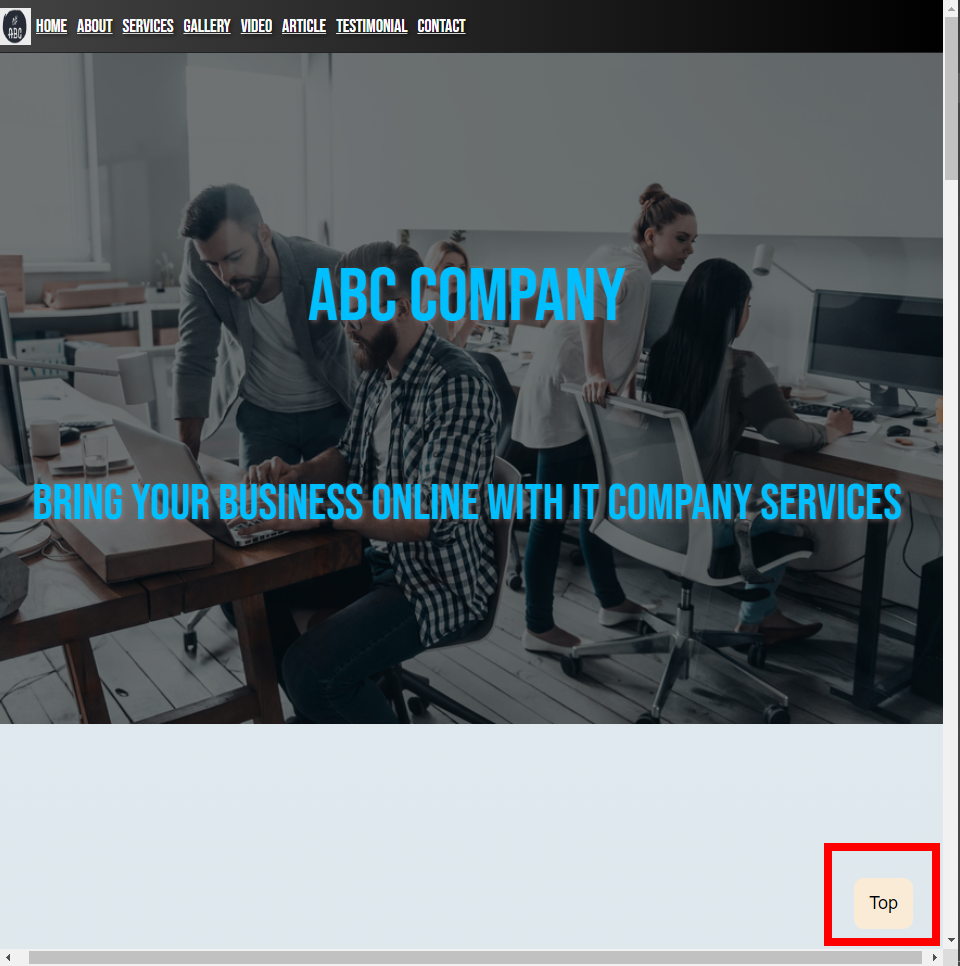 ABC
HOME ABOUT SERVICES GALLERY VIDEO ARTICLE TESTIMONIAL CONTACT
ABC COMPANY
BRING YOUR BUSINESS ONLINE WITH IT COMPANY SERVICES
Top